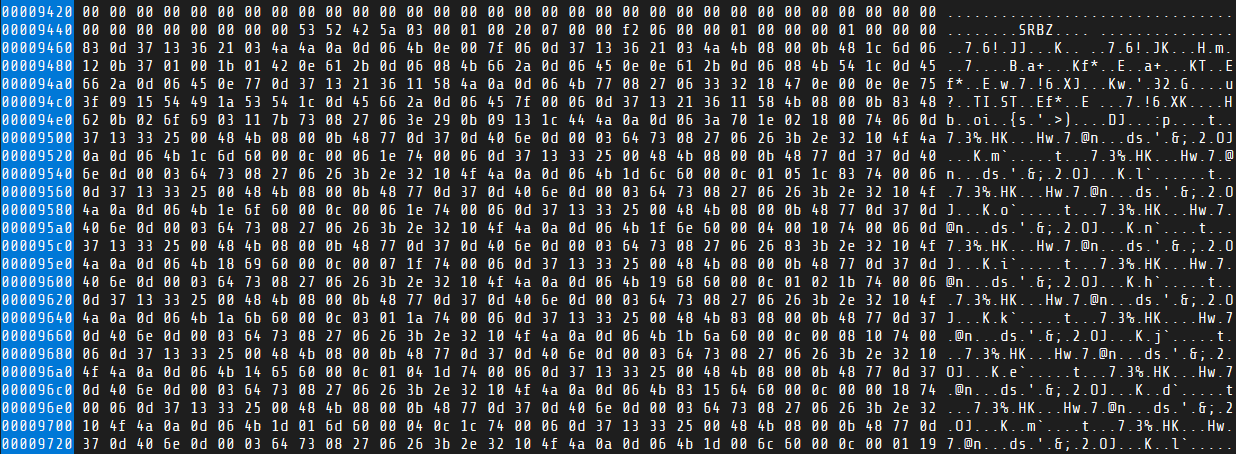 00009420 00 00 00 00 00 00 00 00 00 00 00 00 00 00 00 00 00 00 00 00 00 00 00 00 00 00 00 00 00 00 00 00 ................................
00009440 00 00 00 00 00 00 00 00 53 52 42 5a 03 00 01 00 20 07 00 00 f2 06 00 00 01 00 00 00 01 00 00 00 ........SRBZ.... ...............
00009460 83 0d 37 13 36 21 03 4a 4a 0a 0d 06 4b 0e 00 7f 06 0d 37 13 36 21 03 4a 4b 08 00 0b 48 1c 6d 06 ..7.6!.JJ...K.. ..7.6!.JK...H.m.
00009480 12 0b 37 01 00 1b 01 42 0e 61 2b 0d 06 08 4b 66 2a 0d 06 45 0e 0e 61 2b 0d 06 08 4b 54 1c 0d 45 ..7....B.a+...Kf*..E..a+...KT..E
000094a0 66 2a 0d 06 45 0e 77 0d 37 13 21 36 11 58 4a 0a 0d 06 4b 77 08 27 06 33 32 18 47 0e 00 0e 0e 75 f*..E.w.7.!6.XJ...Kw.'.32.G....u
000094c0 3f 09 15 54 49 1a 53 54 1c 0d 45 66 2a 0d 06 45 7f 00 06 0d 37 13 21 36 11 58 4b 08 00 0b 83 48 ?..TI.ST..Ef*..E ...7.!6.XK....H
000094e0 62 0b 02 6f 69 03 11 7b 73 08 27 06 3e 29 0b 09 13 1c 44 4a 0a 0d 06 3a 70 1e 02 18 00 74 06 0d b..oi..{s.'.>)....DJ...:p....t..
00009500 37 13 33 25 00 48 4b 08 00 0b 48 77 0d 37 0d 40 6e 0d 00 03 64 73 08 27 06 26 3b 2e 32 10 4f 4a 7.3%.HK...Hw.7.@n...ds.'.&;.2.OJ
00009520 0a 0d 06 4b 1c 6d 60 00 0c 00 06 1e 74 00 06 0d 37 13 33 25 00 48 4b 08 00 0b 48 77 0d 37 0d 40 ...K.m`.....t...7.3%.HK...Hw.7.@
00009540 6e 0d 00 03 64 73 08 27 06 26 3b 2e 32 10 4f 4a 0a 0d 06 4b 1d 6c 60 00 0c 01 05 1c 83 74 00 06 n...ds.'.&;.2.OJ...K.l`......t..
00009560 0d 37 13 33 25 00 48 4b 08 00 0b 48 77 0d 37 0d 40 6e 0d 00 03 64 73 08 27 06 26 3b 2e 32 10 4f .7.3%.HK...Hw.7.@n...ds.'.&;.2.O
00009580 4a 0a 0d 06 4b 1e 6f 60 00 0c 00 06 1e 74 00 06 0d 37 13 33 25 00 48 4b 08 00 0b 48 77 0d 37 0d J...K.o`.....t...7.3%.HK...Hw.7.
000095a0 40 6e 0d 00 03 64 73 08 27 06 26 3b 2e 32 10 4f 4a 0a 0d 06 4b 1f 6e 60 00 04 00 10 74 00 06 0d @n...ds.'.&;.2.OJ...K.n`....t...
000095c0 37 13 33 25 00 48 4b 08 00 0b 48 77 0d 37 0d 40 6e 0d 00 03 64 73 08 27 06 26 83 3b 2e 32 10 4f 7.3%.HK...Hw.7.@n...ds.'.&.;.2.O
000095e0 4a 0a 0d 06 4b 18 69 60 00 0c 00 07 1f 74 00 06 0d 37 13 33 25 00 48 4b 08 00 0b 48 77 0d 37 0d J...K.i`.....t...7.3%.HK...Hw.7.
00009600 40 6e 0d 00 03 64 73 08 27 06 26 3b 2e 32 10 4f 4a 0a 0d 06 4b 19 68 60 00 0c 01 02 1b 74 00 06 @n...ds.'.&;.2.OJ...K.h`.....t..
00009620 0d 37 13 33 25 00 48 4b 08 00 0b 48 77 0d 37 0d 40 6e 0d 00 03 64 73 08 27 06 26 3b 2e 32 10 4f .7.3%.HK...Hw.7.@n...ds.'.&;.2.O
00009640 4a 0a 0d 06 4b 1a 6b 60 00 0c 03 01 1a 74 00 06 0d 37 13 33 25 00 48 4b 83 08 00 0b 48 77 0d 37 J...K.k`.....t...7.3%.HK....Hw.7
00009660 0d 40 6e 0d 00 03 64 73 08 27 06 26 3b 2e 32 10 4f 4a 0a 0d 06 4b 1b 6a 60 00 0c 00 08 10 74 00 .@n...ds.'.&;.2.OJ...K.j`.....t.
00009680 06 0d 37 13 33 25 00 48 4b 08 00 0b 48 77 0d 37 0d 40 6e 0d 00 03 64 73 08 27 06 26 3b 2e 32 10 ..7.3%.HK...Hw.7.@n...ds.'.&;.2.
000096a0 4f 4a 0a 0d 06 4b 14 65 60 00 0c 01 04 1d 74 00 06 0d 37 13 33 25 00 48 4b 08 00 0b 48 77 0d 37 OJ...K.e`.....t...7.3%.HK...Hw.7
000096c0 0d 40 6e 0d 00 03 64 73 08 27 06 26 3b 2e 32 10 4f 4a 0a 0d 06 4b 83 15 64 60 00 0c 00 00 18 74 .@n...ds.'.&;.2.OJ...K..d`.....t
000096e0 00 06 0d 37 13 33 25 00 48 4b 08 00 0b 48 77 0d 37 0d 40 6e 0d 00 03 64 73 08 27 06 26 3b 2e 32 ...7.3%.HK...Hw.7.@n...ds.'.&;.2
00009700 10 4f 4a 0a 0d 06 4b 1d 01 6d 60 00 04 0c 1c 74 00 06 0d 37 13 33 25 00 48 4b 08 00 0b 48 77 0d .OJ...K..m`....t...7.3%.HK...Hw.
00009720 37 0d 40 6e 0d 00 03 64 73 08 27 06 26 3b 2e 32 10 4f 4a 0a 0d 06 4b 1d 00 6c 60 00 0c 00 01 19 7.@n...ds.'.&;.2.OJ...K..l`.....